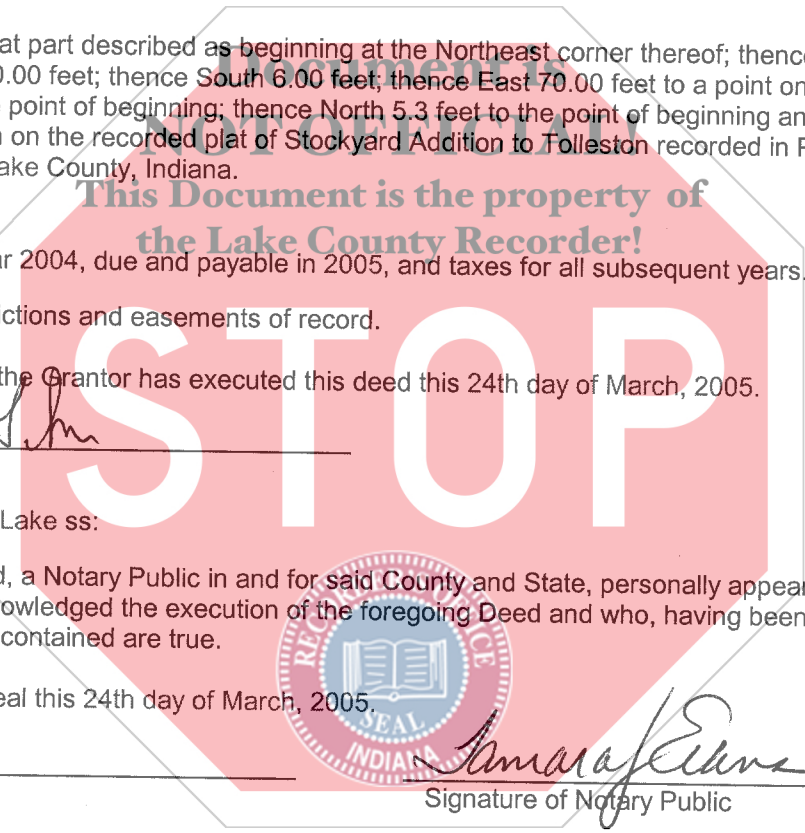 Document is
at part described as beginning at the Northeast corner thereof; thence
0.00 feet; thence South 6.00 feet; thence East 70.00 feet to a point on
point of beginning; thence North 5.3 feet to the point of beginning an
NOT OFFICIAL!
on the recorded plat of Stockyard Addition to Tolleston recorded in P
ake County, Indiana.
This Document is the property of
the Lake County Recorder!
r 2004, due and payable in 2005, and taxes for all subsequent years.
ctions and easements of record.
the Grantor has executed this deed this 24th day of March, 2005.
STOP
Lake ss:
d, a Notary Public in and for said County and State, personally appear
owledged the execution of the foregoing Deed and who, having been
contained are true.
RECORDER'S OFFICE
SEAL
INDIANA
eal this 24th day of March, 2005.
Tamara J Evans
Signature of Notary Public